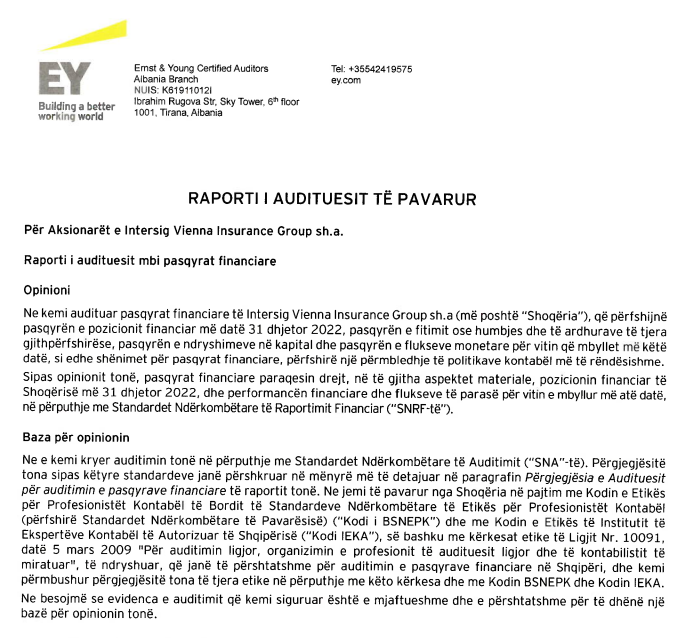 EY
Building a better
working world
Ernst & Young Certified Auditors
Albania Branch
NUIS: K61911012I
Ibrahim Rugova Str, Sky Tower, 6th floor
1001, Tirana, Albania
Tel: +35542419575
ey.com
RAPORTI I AUDITUESIT TË PAVARUR
Për Aksionarët e Intersig Vienna Insurance Group sh.a.
Raporti i audituesit mbi pasqyrat financiare
Opinioni
Ne kemi audituar pasqyrat financiare të Intersig Vienna Insurance Group sh.a (më poshtë "Shoqëria"), që përfshijnë
pasqyrën e pozicionit financiar më datë 31 dhjetor 2022, pasqyrën e fitimit ose humbjes dhe të ardhurave të tjera
gjithpërfshirëse, pasqyrën e ndryshimeve në kapital dhe pasqyrën e flukseve monetare për vitin që mbyllet më këtë
datë, si edhe shënimet për pasqyrat financiare, përfshirë një përmbledhje të politikave kontabël më të rëndësishme.
Sipas opinionit tonë, pasqyrat financiare paraqesin drejt, në të gjitha aspektet materiale, pozicionin financiar të
Shoqërisë më 31 dhjetor 2022, dhe performancën financiare dhe flukseve të parasë për vitin e mbyllur më atë datë,
në përputhje me Standardet Ndërkombëtare të Raportimit Financiar ("SNRF-të").
Baza për opinionin
Ne e kemi kryer auditimin tonë në përputhje me Standardet Ndërkombëtare të Auditimit ("SNA"-të). Përgjegjësitë
tona sipas këtyre standardeve janë përshkruar në mënyrë më të detajuar në paragrafin Përgjegjësia e Audituesit
për auditimin e pasqyrave financiare të raportit tonë. Ne jemi të pavarur nga Shoqëria në pajtim me Kodin e Etikës
për Profesionistët Kontabël të Bordit të Standardeve Ndërkombëtare të Etikës për Profesionistët Kontabël
(përfshirë Standardet Ndërkombëtare të Pavarësisë) ("Kodi i BSNEPK") dhe me Kodin e Etikës të Institutit të
Ekspertëve Kontabël të Autorizuar të Shqipërisë ("Kodi IEKA"), së bashku me kërkesat etike të Ligjit Nr. 10091,
datë 5 mars 2009 "Për auditimin ligjor, organizimin e profesionit të audituesit ligjor dhe të kontabilistit të
miratuar", të ndryshuar, që janë të përshtatshme për auditimin e pasqyrave financiare në Shqipëri, dhe kemi
përmbushur përgjegjësitë tona të tjera etike në përputhje me këto kërkesa dhe me Kodin BSNEPK dhe Kodin IEKA.
Ne besojmë se evidenca e auditimit që kemi siguruar është e mjaftueshme dhe e përshtatshme për të dhënë një
bazë për opinionin tonë.